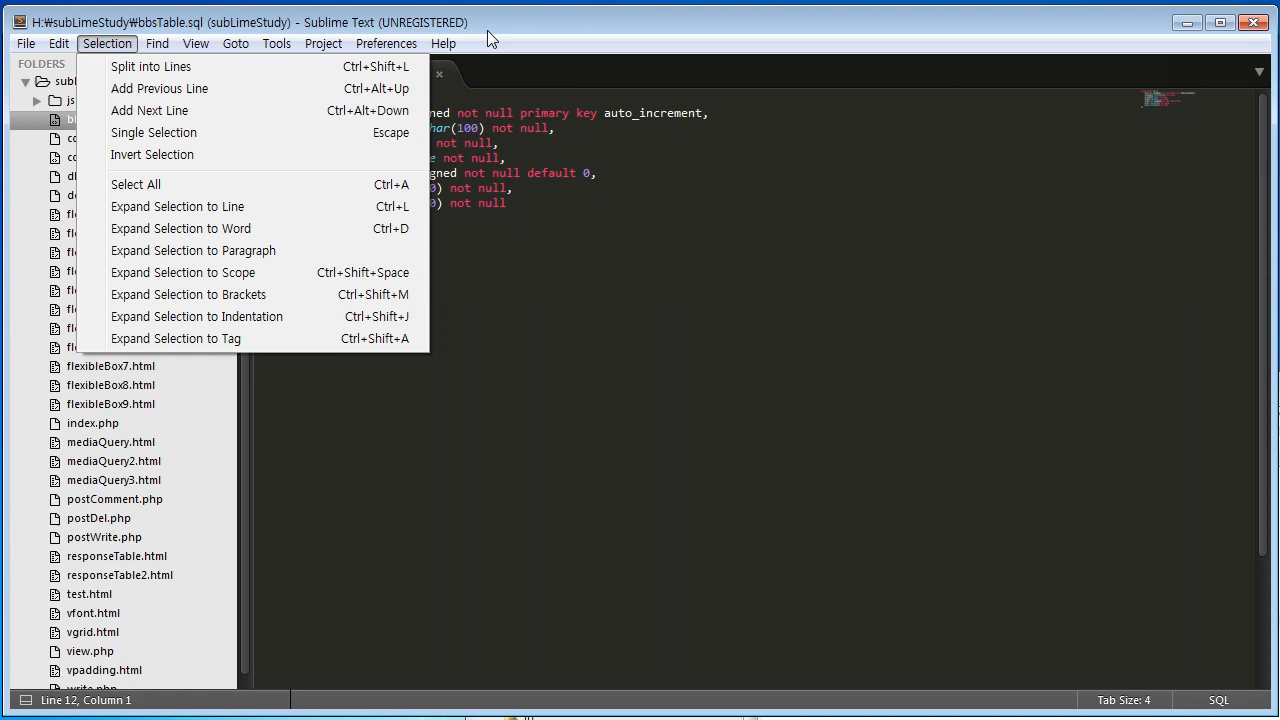 H:₩subLimeStudy₩bbsTable.sql (subLimeStudy) - Sublime Text (UNREGISTERED)
File Edit Selection Find View Goto Tools Project Preferences Help
FOLDERS
Split into Lines Ctrl+Shift+L
Add Previous Line Ctrl+Alt+Up
Add Next Line Ctrl+Alt+Down
Single Selection Escape
Invert Selection
Select All Ctrl+A
Expand Selection to Line Ctrl+L
Expand Selection to Word Ctrl+D
Expand Selection to Paragraph
Expand Selection to Scope Ctrl+Shift+Space
Expand Selection to Brackets Ctrl+Shift+M
Expand Selection to Indentation Ctrl+Shift+J
Expand Selection to Tag Ctrl+Shift+A
subl
js
ned not null primary key auto_increment,
har(100) not null,
not null,
e not null,
gned not null default 0,
0) not null,
0) not null
flexibleBox7.html
flexibleBox8.html
flexibleBox9.html
index.php
mediaQuery.html
mediaQuery2.html
mediaQuery3.html
postComment.php
postDel.php
postWrite.php
responseTable.html
responseTable2.html
test.html
vfont.html
vgrid.html
view.php
vpadding.html
write.php
Line 12, Column 1 Tab Size: 4 SQL